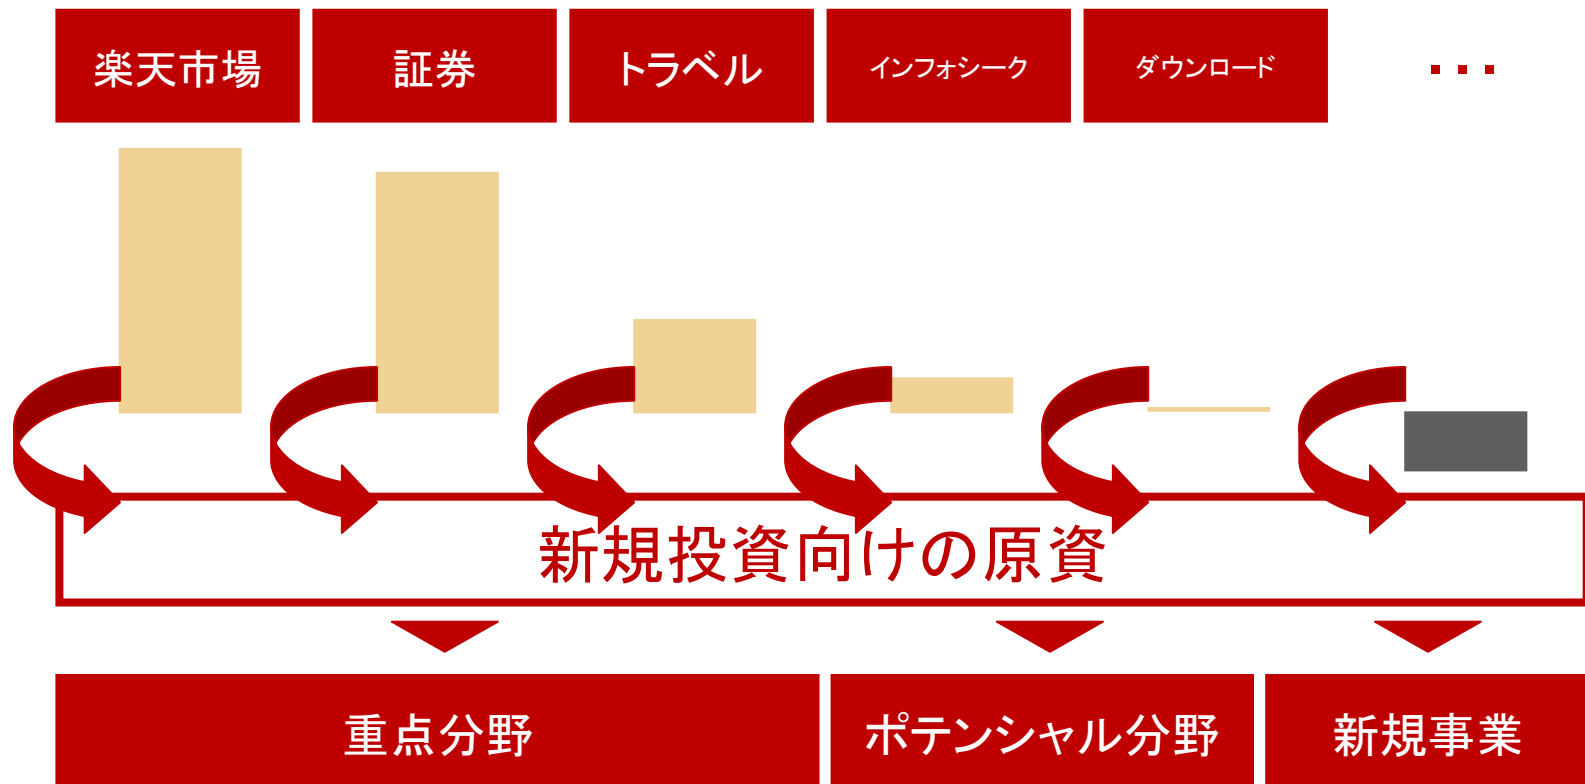 楽天市場
証券
トラベル
インフォシーク
ダウンロード
・・・
新規投資向けの原資
重点分野
ポテンシャル分野
新規事業